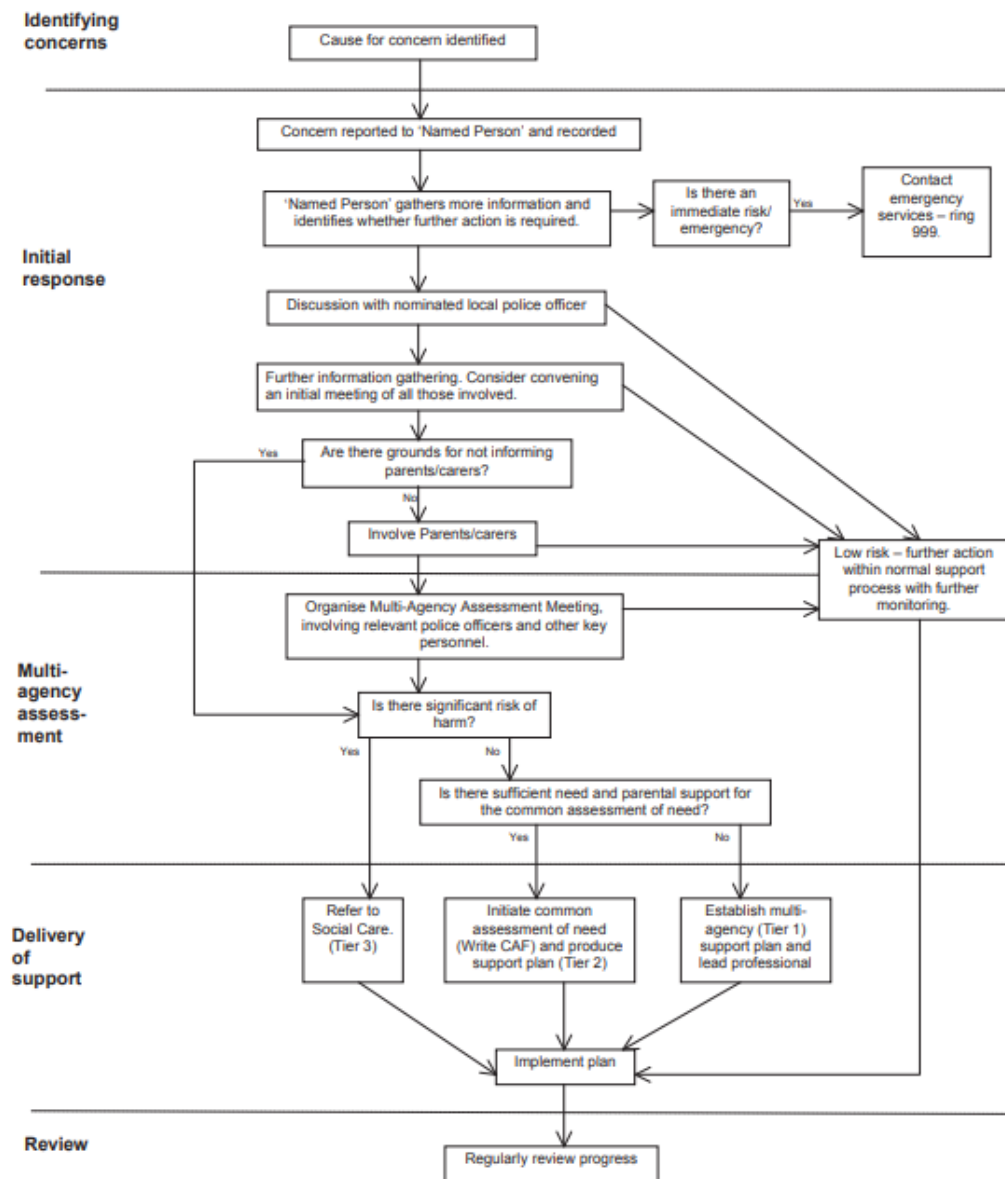 Identifying
concerns
Cause for concern identified
Concern reported to 'Named Person' and recorded
'Named Person' gathers more information and
identifies whether further action is required.
Is there an
immediate risk/
emergency?
Yes
Contact
emergency
services – ring
999.
Initial
response
Discussion with nominated local police officer
Further information gathering. Consider convening
an initial meeting of all those involved.
Yes
Are there grounds for not informing
parents/carers?
No
Involve Parents/carers
Low risk – further action
within normal support
process with further
monitoring.
Organise Multi-Agency Assessment Meeting,
involving relevant police officers and other key
personnel.
Multi-
agency
assess-
ment
Is there significant risk of
harm?
Yes
No
Is there sufficient need and parental support for
the common assessment of need?
Yes
No
Delivery
of
support
Refer to
Social Care.
(Tier 3)
Initiate common
assessment of need
(Write CAF) and produce
support plan (Tier 2)
Establish multi-
agency (Tier 1)
support plan and
lead professional
Implement plan
Review
Regularly review progress